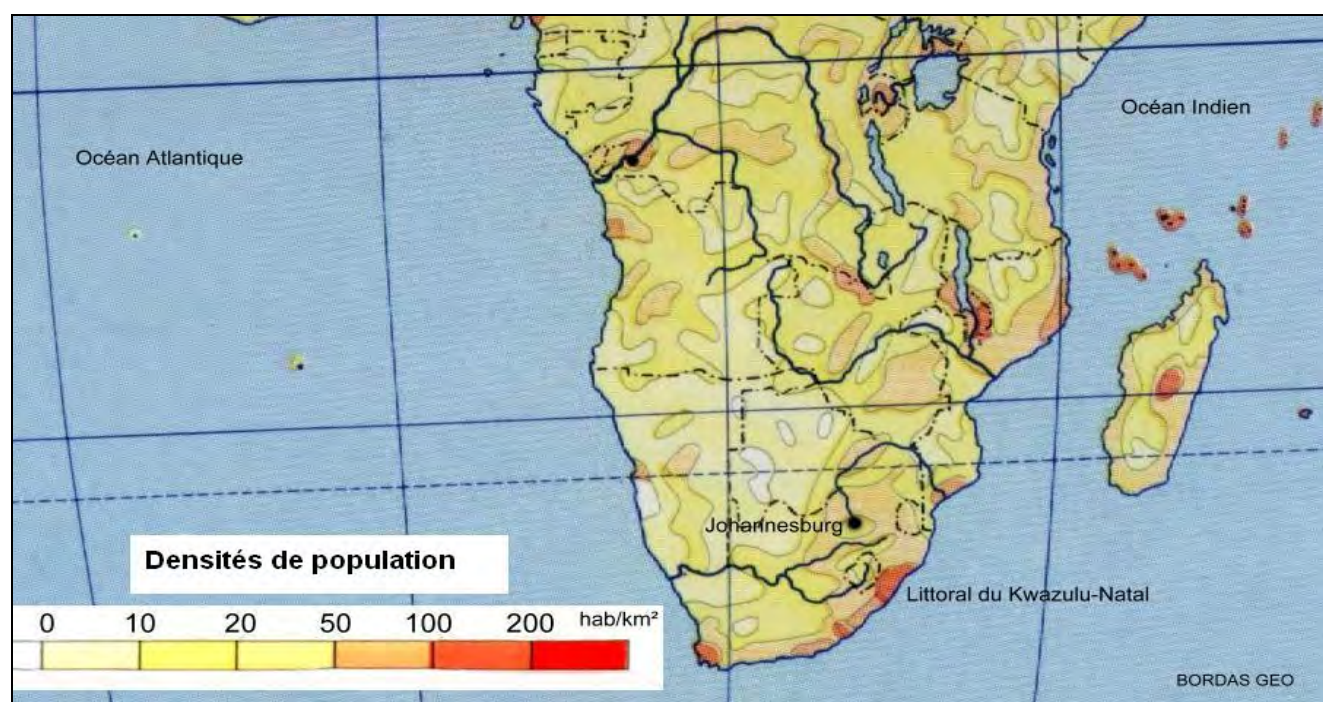 Océan Indien
Océan Atlantique
Johannesburg
Densités de population
Littoral du Kwazulu-Natal
0 10 20 50 100 200 hab/km²
BORDAS GEO